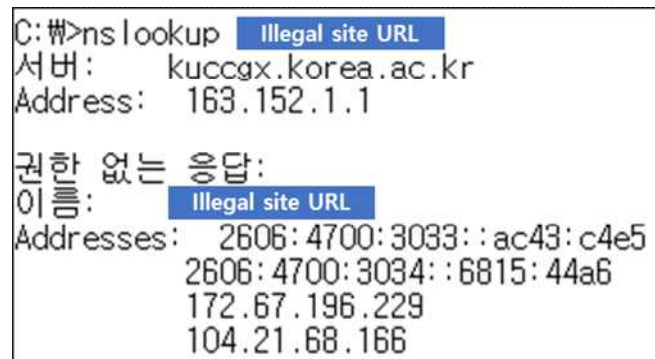 C:₩>nslookup Illegal site URL
서버: kuccgx.korea.ac.kr
Address: 163.152.1.1
권한 없는 응답:
이름: Illegal site URL
Addresses: 2606:4700:3033::ac43:c4e5
2606:4700:3034::6815:44a6
172.67.196.229
104.21.68.166